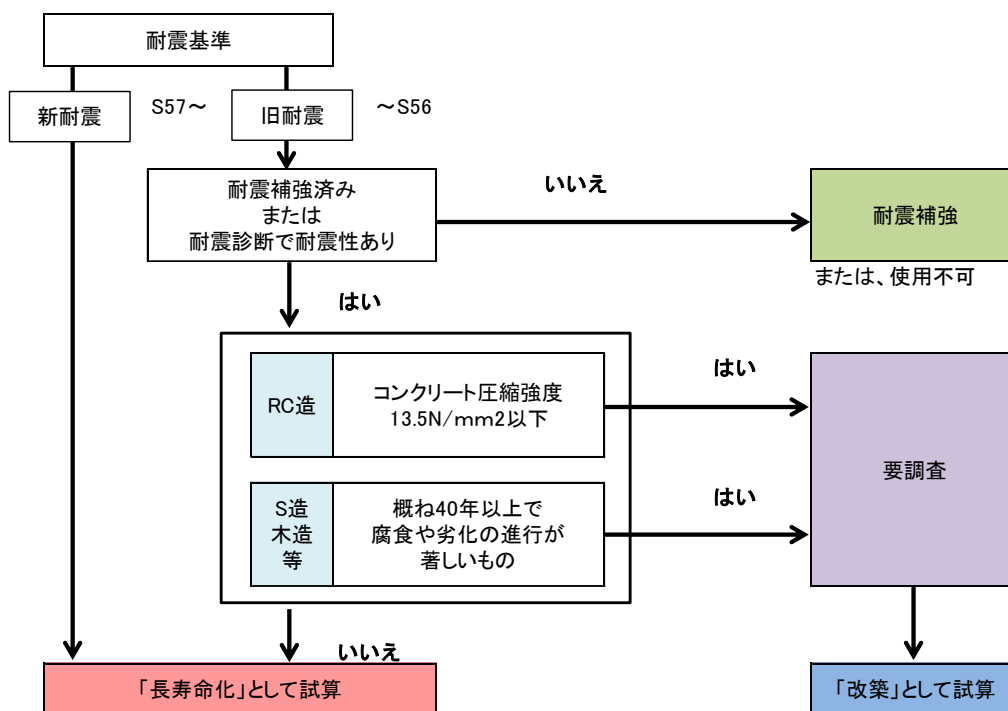 耐震基準
新耐震
S57～
旧耐震
～S56
耐震補強済み
または
耐震診断で耐震性あり
いいえ
耐震補強
または、使用不可
はい
RC造
コンクリート圧縮強度
13.5N/mm2以下
はい
要調査
S造
木造
等
概ね40年以上で
腐食や劣化の進行が
著しいもの
はい
いいえ
「長寿命化」として試算
「改築」として試算